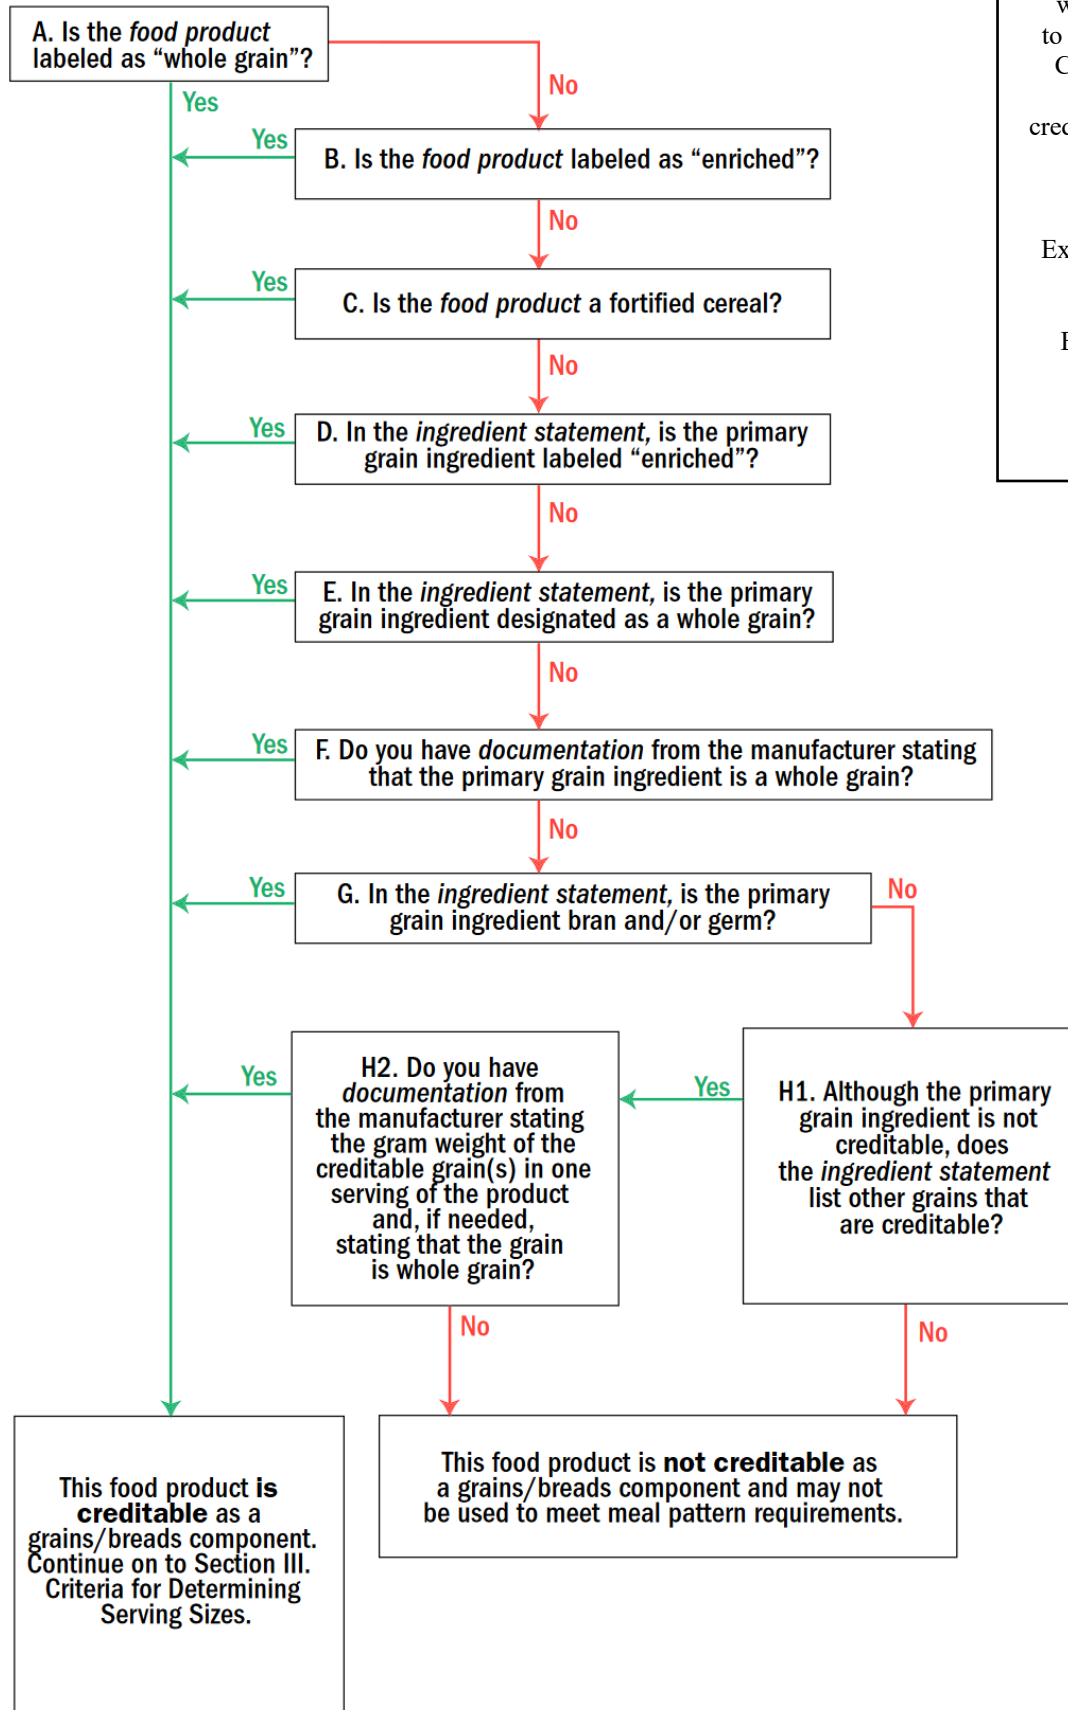 A. Is the food product
labeled as “whole grain”?
No
Yes
Yes
B. Is the food product labeled as “enriched”?
No
Yes
C. Is the food product a fortified cereal?
No
Yes
D. In the ingredient statement, is the primary
grain ingredient labeled “enriched”?
No
Yes
E. In the ingredient statement, is the primary
grain ingredient designated as a whole grain?
No
Yes
F. Do you have documentation from the manufacturer stating
that the primary grain ingredient is a whole grain?
No
Yes
G. In the ingredient statement, is the primary
grain ingredient bran and/or germ?
No
Yes
H2. Do you have
documentation from
the manufacturer stating
the gram weight of the
creditable grain(s) in one
serving of the product
and, if needed,
stating that the grain
is whole grain?
Yes
H1. Although the primary
grain ingredient is not
creditable, does
the ingredient statement
list other grains that
are creditable?
No
No
This food product is
creditable as a
grains/breads component.
Continue on to Section III.
Criteria for Determining
Serving Sizes.
This food product is not creditable as
a grains/breads component and may not
be used to meet meal pattern requirements.
to